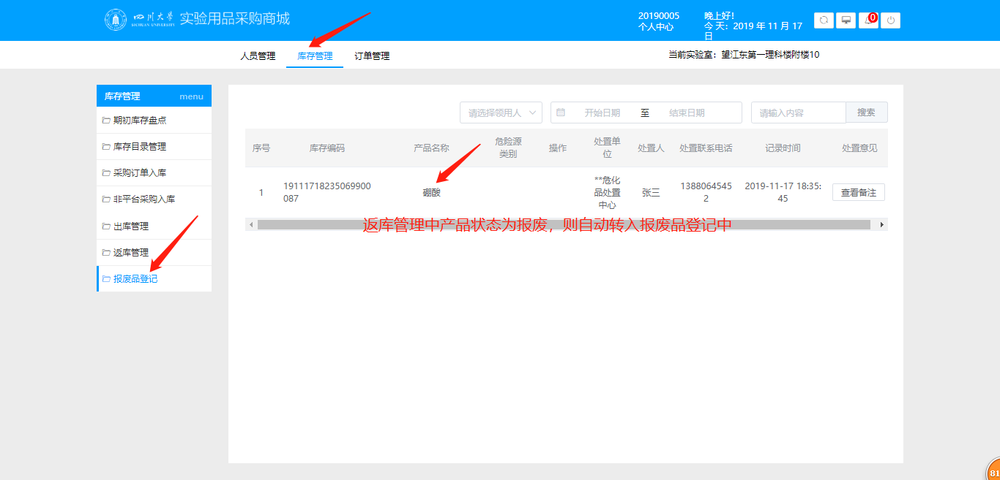 四川大学
SICHUAN UNIVERSITY
实验用品采购商城
20190005
个人中心
晚上好!
今 天：2019 年 11 月 17
日
0
人员管理
库存管理
订单管理
当前实验室：望江东第一理科楼附楼10
库存管理 menu
期初库存盘点
库存目录管理
采购订单入库
非平台采购入库
出库管理
返库管理
报废品登记
请选择领用人
开始日期 至 结束日期
请输入内容
搜索
序号
库存编码
产品名称
危险源
类别
操作
处置单
位
处置人
处置联系电话
记录时间
处置意见
1
19111718235069900
087
硼酸
**危化
品处置
中心
张三
1388064545
2
2019-11-17 18:35:
45
查看备注
返库管理中产品状态为报废，则自动转入报废品登记中
81